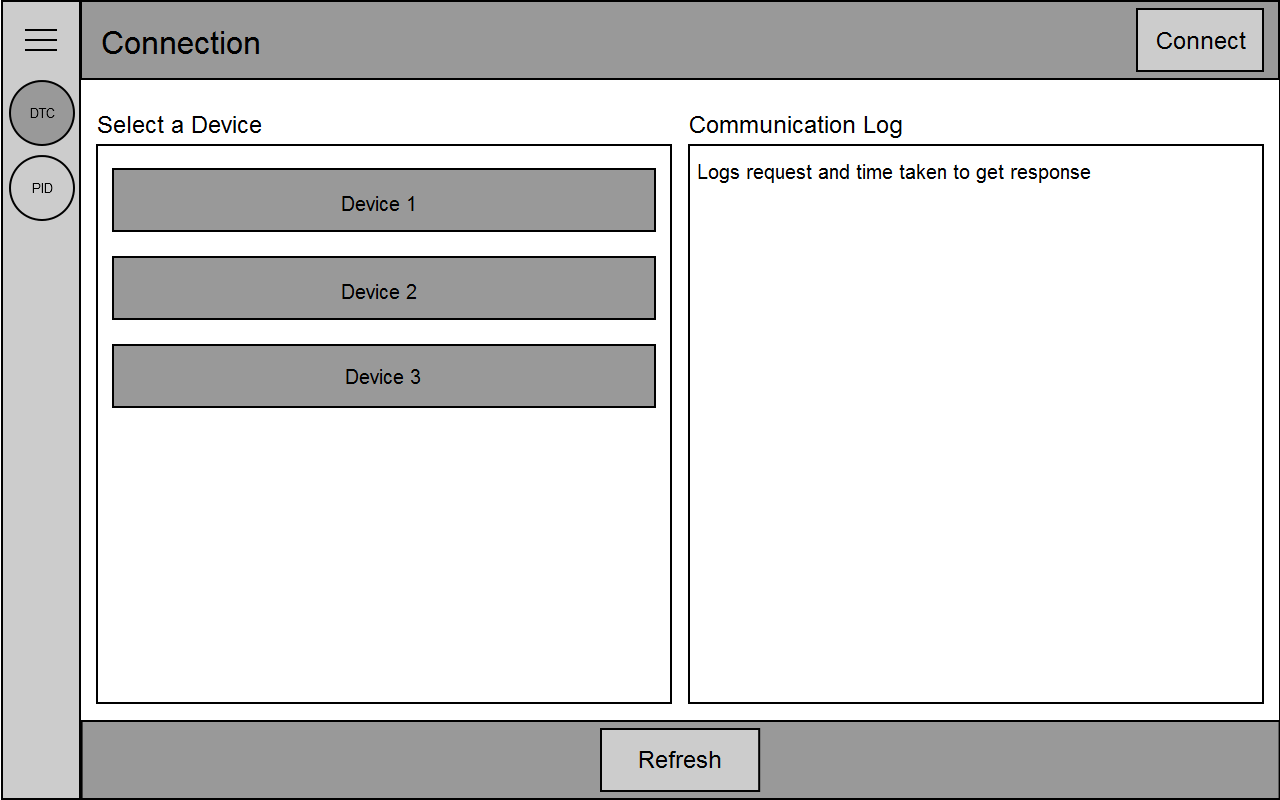 Connection
Connect
DTC
PID
Select a Device
Device 1
Device 2
Device 3
Communication Log
Logs request and time taken to get response
Refresh